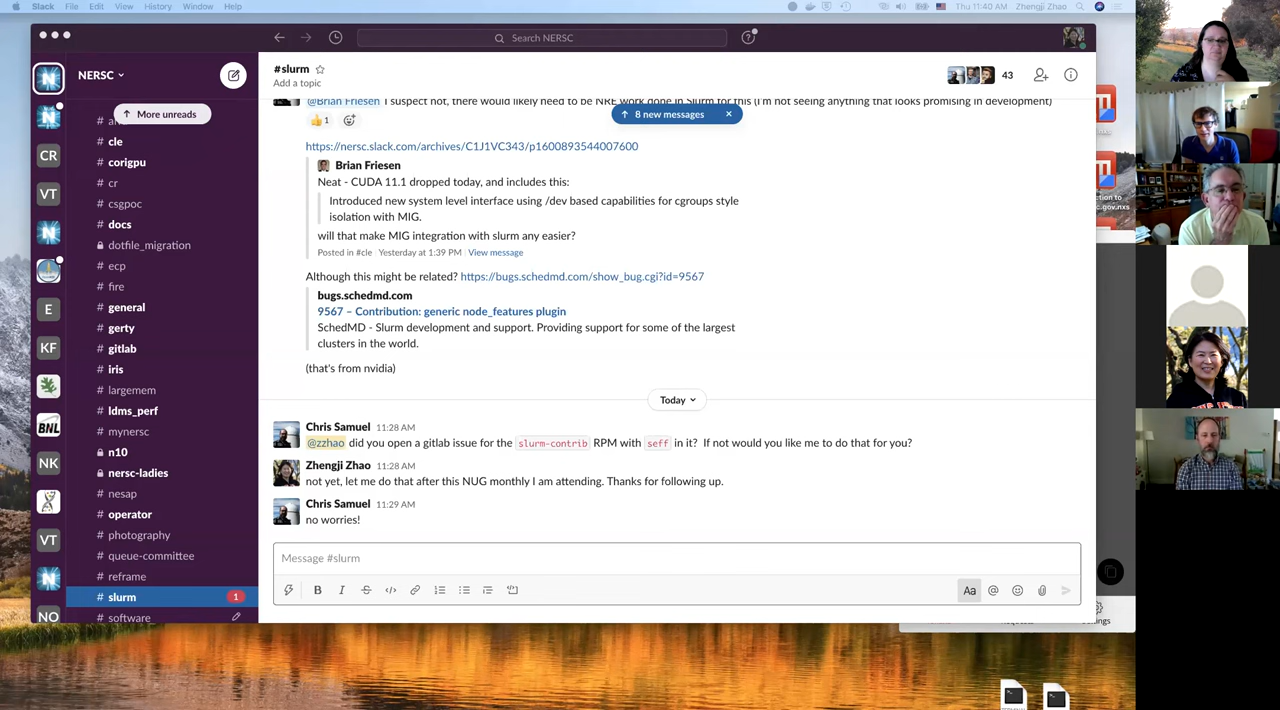 Slack File Edit View History Window Help
Thu 11:40 AM Zhengji Zhao
Search NERSC
NERSC
More unreads
# cle
# corigpu
# cr
# csgpoc
# docs
dotfile_migration
# ecp
# fire
# general
# gerty
# gitlab
# iris
# largemem
# ldms_perf
# mynersc
n10
nersc-ladies
# nesap
# operator
# photography
# queue-committee
# reframe
# slurm 1
# software
CR
VT
E
KF
BNL
NK
VT
NO
#slurm
Add a topic
43
@Brian Friesen I suspect not, there would likely need to be NRE work done in Slurm for this (I'm not seeing anything that looks promising in development)
1
8 new messages
https://nersc.slack.com/archives/C1J1VC343/p1600893544007600
Brian Friesen
Neat - CUDA 11.1 dropped today, and includes this:
Introduced new system level interface using /dev based capabilities for cgroups style
isolation with MIG.
will that make MIG integration with slurm any easier?
Posted in #cle Yesterday at 1:39 PM View message
Although this might be related? https://bugs.schedmd.com/show_bug.cgi?id=9567
bugs.schedmd.com
9567 – Contribution: generic node_features plugin
SchedMD - Slurm development and support. Providing support for some of the largest
clusters in the world.
(that's from nvidia)
Today
Chris Samuel 11:28 AM
@zzhao did you open a gitlab issue for the slurm-contrib RPM with seff in it? If not would you like me to do that for you?
Zhengji Zhao 11:28 AM
not yet, let me do that after this NUG monthly I am attending. Thanks for following up.
Chris Samuel 11:29 AM
no worries!
Message #slurm
B I S Aa @